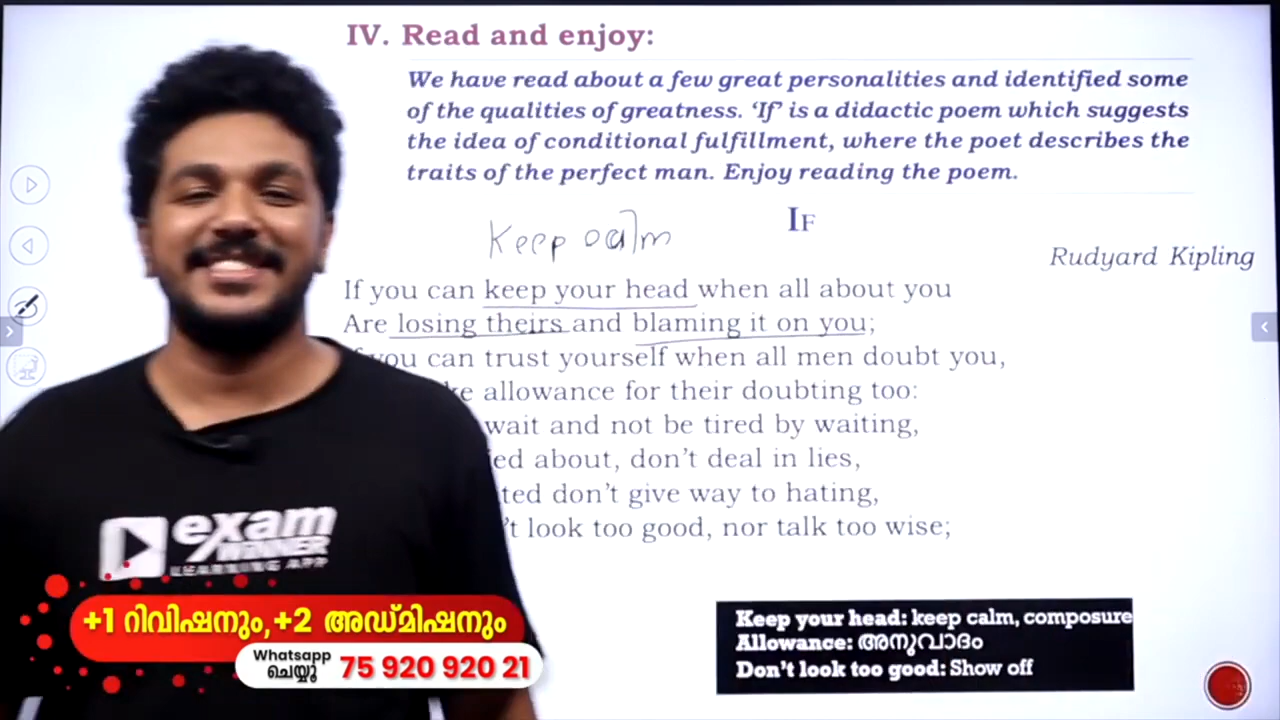 IV. Read and enjoy:
We have read about a few great personalities and identified some
of the qualities of greatness. ‘If’ is a didactic poem which suggests
the idea of conditional fulfillment, where the poet describes the
traits of the perfect man. Enjoy reading the poem.
Keep calm
IF
Rudyard Kipling
If you can keep your head when all about you
Are losing theirs and blaming it on you;
you can trust yourself when all men doubt you,
allowance for their doubting too:
wait and not be tired by waiting,
about, don’t deal in lies,
don’t give way to hating,
look too good, nor talk too wise;
exam
WINNER
LEARNING APP
Keep your head: keep calm, composure
Allowance: അനുവാദം
Don’t look too good: Show off
+1 റിവിഷനും, +2 അഡ്മിഷനും
Whatsapp
ചെയ്യൂ
75 920 920 21